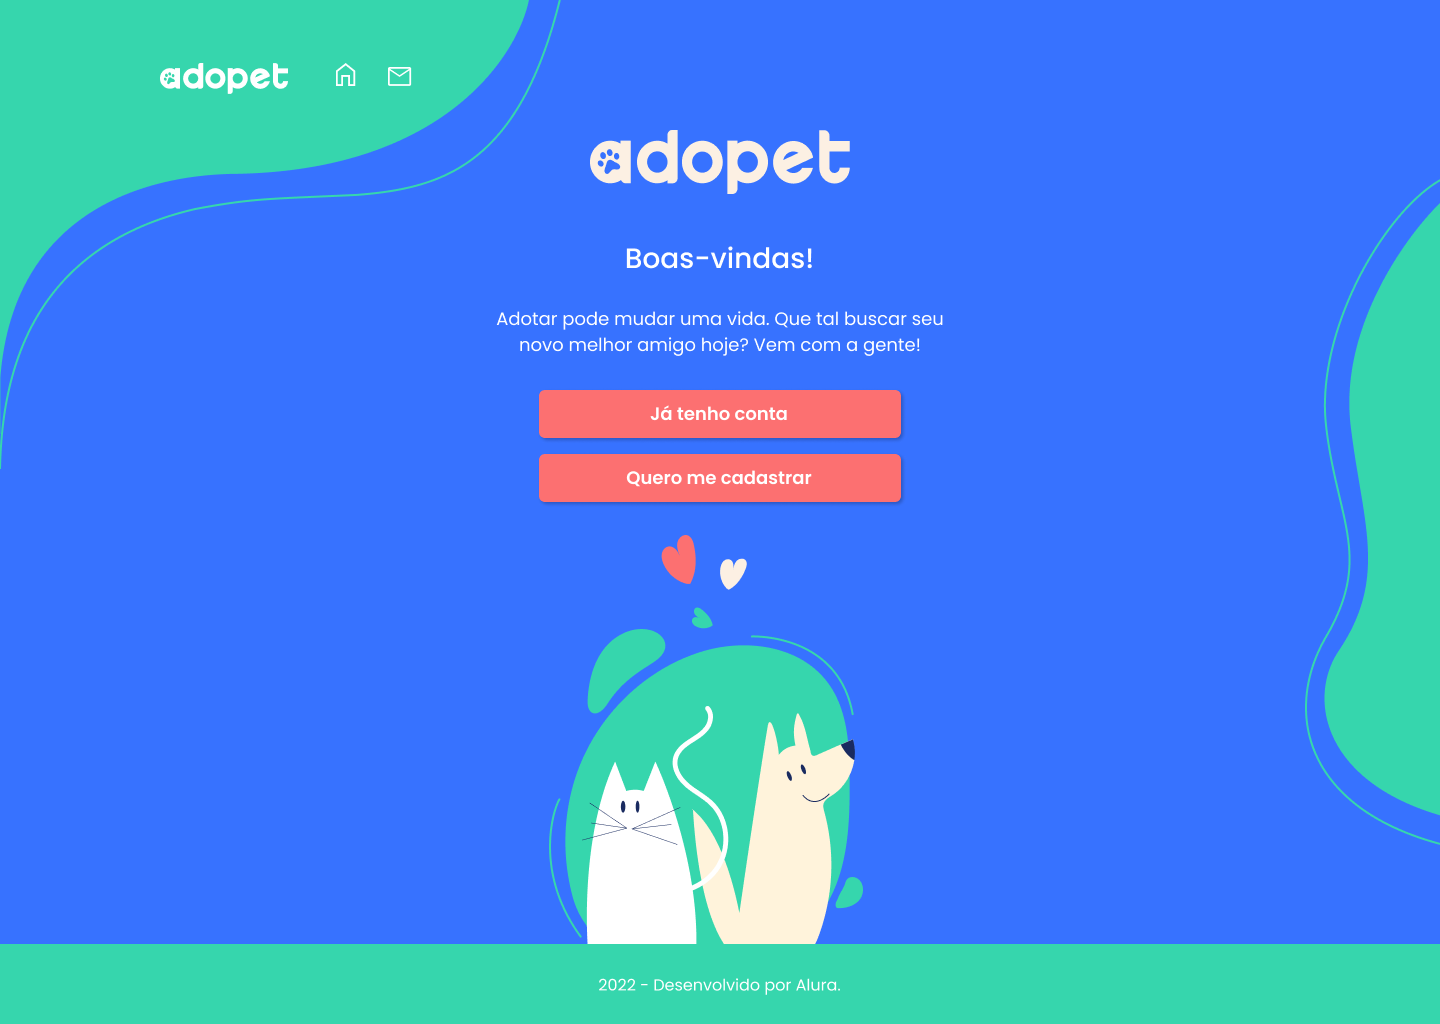 adopet
adopet
Boas-vindas!
Adotar pode mudar uma vida. Que tal buscar seu
novo melhor amigo hoje? Vem com a gente!
Já tenho conta
Quero me cadastrar
2022 - Desenvolvido por Alura.